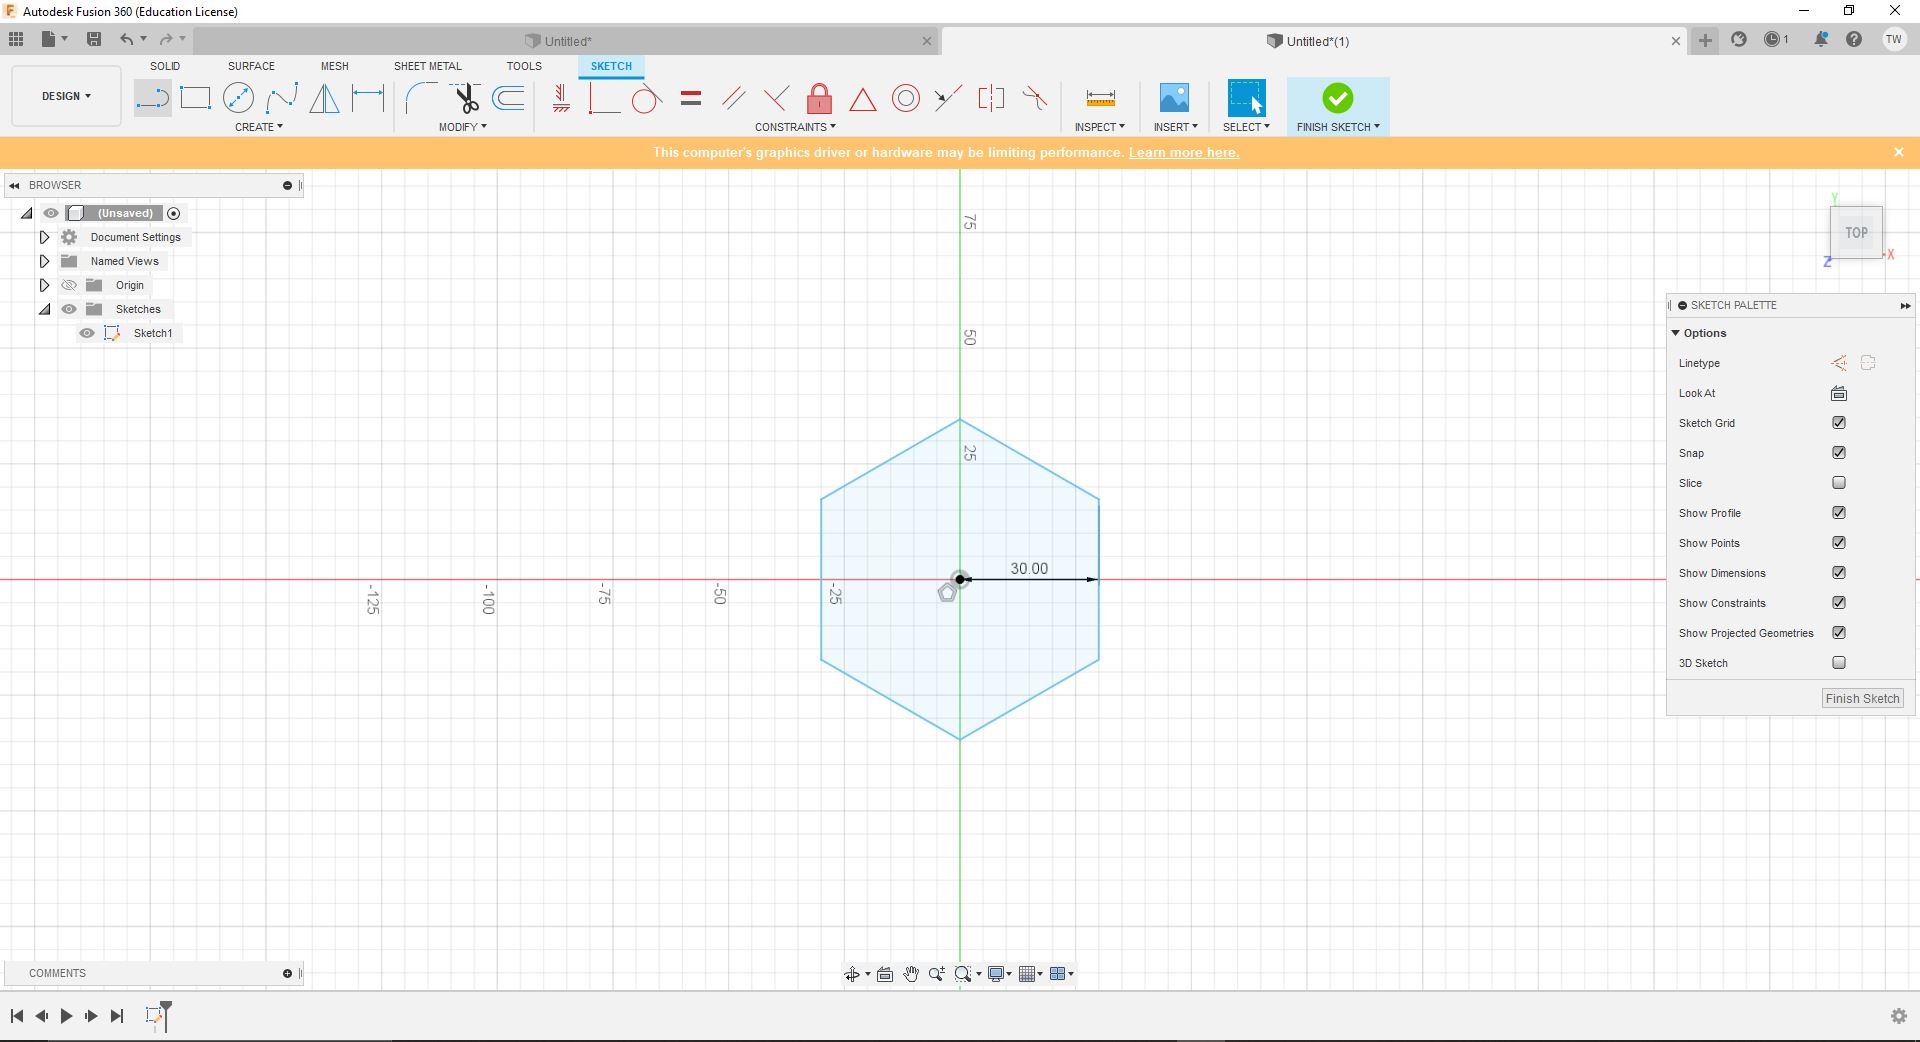 Autodesk Fusion 360 (Education License)
Untitled*
Untitled*(1)
1
TW
DESIGN
SOLID
SURFACE
MESH
SHEET METAL
TOOLS
SKETCH
CREATE
MODIFY
CONSTRAINTS
INSPECT
INSERT
SELECT
FINISH SKETCH
This computer's graphics driver or hardware may be limiting performance. Learn more here.
BROWSER
(Unsaved)
Document Settings
Named Views
Origin
Sketches
Sketch1
75
50
25
30.00
-125
-100
-75
-50
-25
Y
TOP
X
Z
SKETCH PALETTE
Options
Linetype
Look At
Sketch Grid
Snap
Slice
Show Profile
Show Points
Show Dimensions
Show Constraints
Show Projected Geometries
3D Sketch
Finish Sketch
COMMENTS